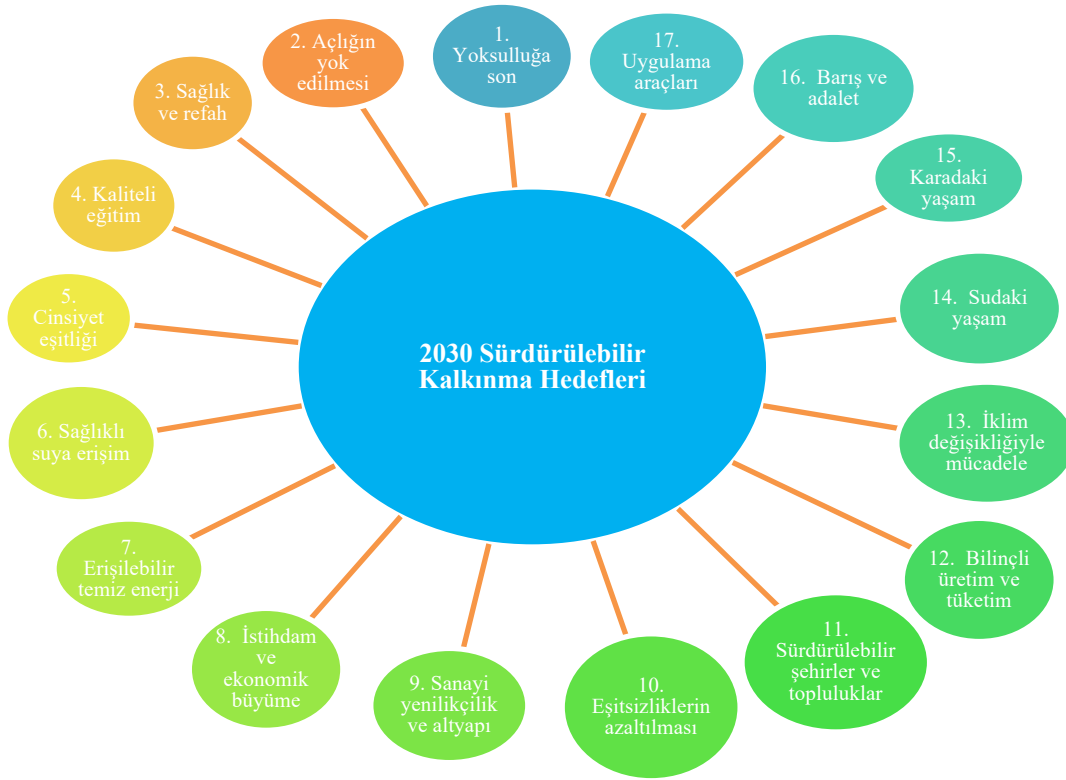 2030 Sürdürülebilir
Kalkınma Hedefleri
1.
Yoksulluğa
son
2. Açlığın
yok
edilmesi
3. Sağlık
ve refah
4. Kaliteli
eğitim
5.
Cinsiyet
eşitliği
6. Sağlıklı
suya erişim
7.
Erişilebilir
temiz enerji
8. İstihdam
ve
ekonomik
büyüme
9. Sanayi
yenilikçilik
ve altyapı
10.
Eşitsizliklerin
azaltılması
11.
Sürdürülebilir
şehirler ve
topluluklar
12. Bilinçli
üretim ve
tüketim
13. İklim
değişikliğiyle
mücadele
14. Sudaki
yaşam
15.
Karadaki
yaşam
16. Barış ve
adalet
17.
Uygulama
araçları